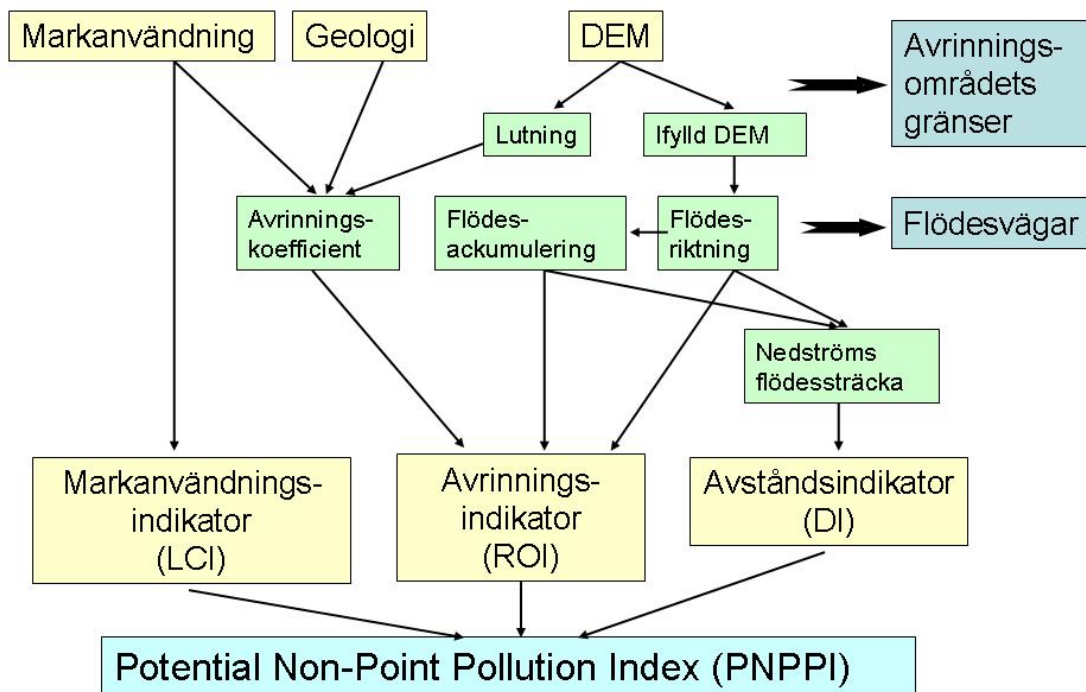 Markanvändning
Geologi
DEM
Avrinnings-
områdets
gränser
Lutning
Ifylld DEM
Avrinnings-
koefficient
Flödes-
ackumulering
Flödes-
riktning
Flödesvägar
Nedströms
flödessträcka
Markanvändnings-
indikator
(LCI)
Avrinnings-
indikator
(ROI)
Avståndsindikator
(DI)
Potential Non-Point Pollution Index (PNPPI)